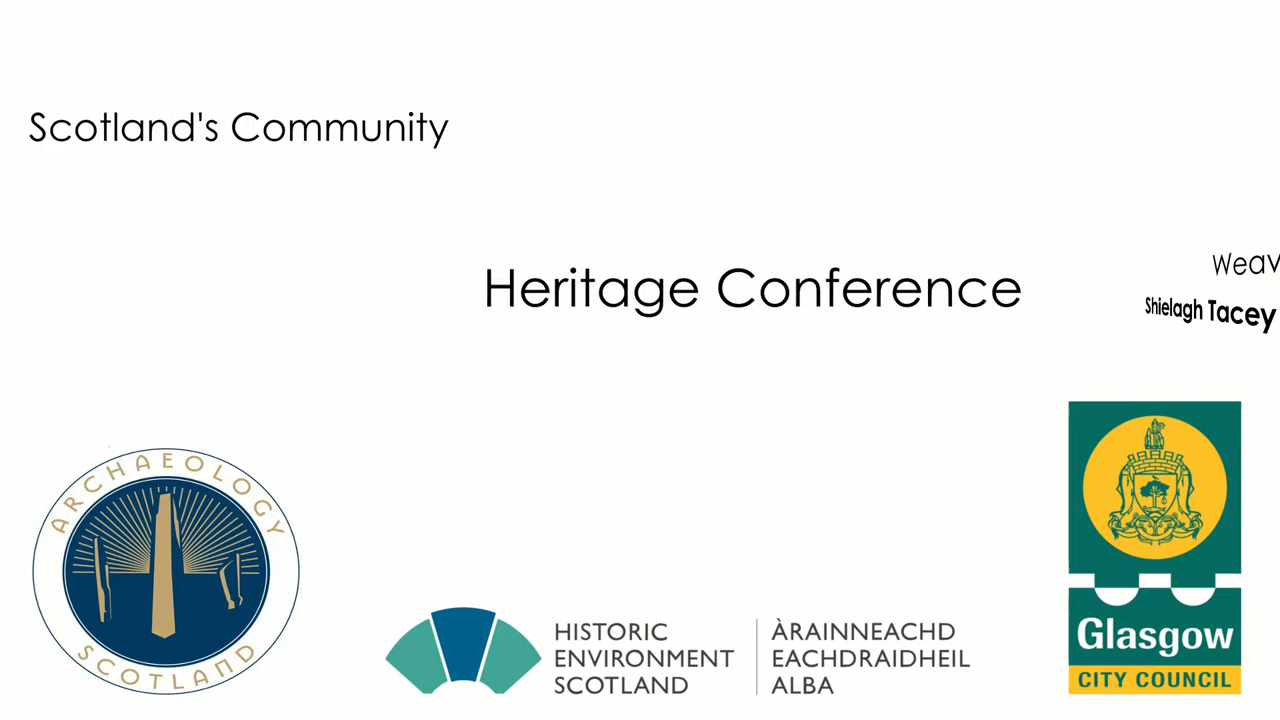 Scotland's Community
Heritage Conference
Weav
Shielagh Tacey
ARCHAEOLOGY
SCOTLAND
HISTORIC
ENVIRONMENT
SCOTLAND
ÀRAINNEACHD
EACHDRAIDHEIL
ALBA
Glasgow
CITY COUNCIL